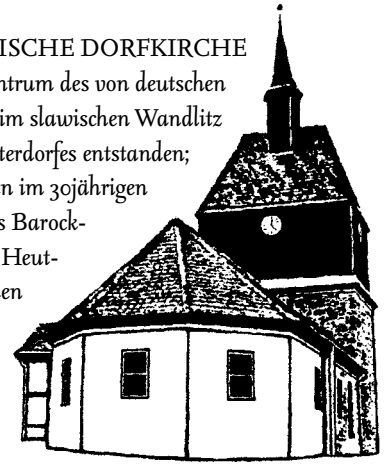 ISCHE DORFKIRCHE
ntrum des von deutschen
im slawischen Wandlitz
terdorfes entstanden;
n im 30jährigen
s Barock-
Heut-
en